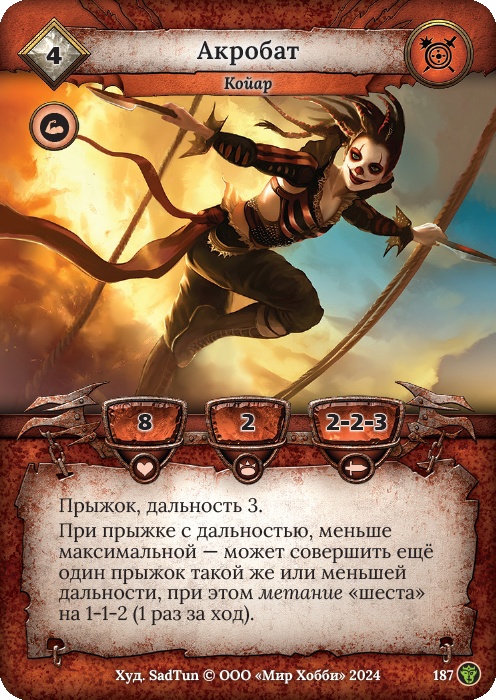 4
Акробат
Койар
8
2
2-2-3
Прыжок, дальность 3.
При прыжке с дальностью, меньше
максимальной — может совершить ещё
один прыжок такой же или меньшей
дальности, при этом метание «шеста»
на 1-1-2 (1 раз за ход).
Худ. SadTun © ООО «Мир Хобби» 2024
187